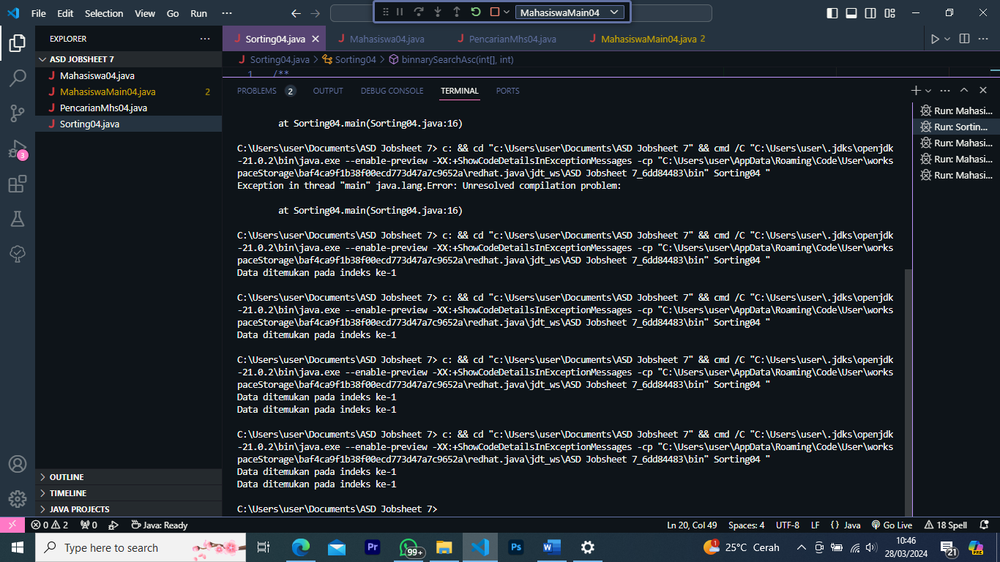 File Edit Selection View Go Run ···
MahasiswaMain04
EXPLORER ···
ASD JOBSHEET 7
Mahasiswa04.java
MahasiswaMain04.java 2
PencarianMhs04.java
Sorting04.java
3
OUTLINE
TIMELINE
JAVA PROJECTS
Sorting04.java
Mahasiswa04.java
PencarianMhs04.java
MahasiswaMain04.java 2
Sorting04.java > Sorting04 > binnarySearchAsc(int[], int)
1 /**
PROBLEMS 2 OUTPUT DEBUG CONSOLE TERMINAL PORTS
at Sorting04.main(Sorting04.java:16)
C:\Users\user\Documents\ASD Jobsheet 7> c: && cd "c:\Users\user\Documents\ASD Jobsheet 7" && cmd /C "C:\Users\user\.jdks\openjdk
-21.0.2\bin\java.exe --enable-preview -XX:+ShowCodeDetailsInExceptionMessages -cp "C:\Users\user\AppData\Roaming\Code\User\works
paceStorage\baf4ca9f1b38f00ecd773d47a7c9652a\redhat.java\jdt_ws\ASD Jobsheet 7_6dd84483\bin" Sorting04 "
Exception in thread "main" java.lang.Error: Unresolved compilation problem:
at Sorting04.main(Sorting04.java:16)
C:\Users\user\Documents\ASD Jobsheet 7> c: && cd "c:\Users\user\Documents\ASD Jobsheet 7" && cmd /C "C:\Users\user\.jdks\openjdk
-21.0.2\bin\java.exe --enable-preview -XX:+ShowCodeDetailsInExceptionMessages -cp "C:\Users\user\AppData\Roaming\Code\User\works
paceStorage\baf4ca9f1b38f00ecd773d47a7c9652a\redhat.java\jdt_ws\ASD Jobsheet 7_6dd84483\bin" Sorting04 "
Data ditemukan pada indeks ke-1
C:\Users\user\Documents\ASD Jobsheet 7> c: && cd "c:\Users\user\Documents\ASD Jobsheet 7" && cmd /C "C:\Users\user\.jdks\openjdk
-21.0.2\bin\java.exe --enable-preview -XX:+ShowCodeDetailsInExceptionMessages -cp "C:\Users\user\AppData\Roaming\Code\User\works
paceStorage\baf4ca9f1b38f00ecd773d47a7c9652a\redhat.java\jdt_ws\ASD Jobsheet 7_6dd84483\bin" Sorting04 "
Data ditemukan pada indeks ke-1
C:\Users\user\Documents\ASD Jobsheet 7> c: && cd "c:\Users\user\Documents\ASD Jobsheet 7" && cmd /C "C:\Users\user\.jdks\openjdk
-21.0.2\bin\java.exe --enable-preview -XX:+ShowCodeDetailsInExceptionMessages -cp "C:\Users\user\AppData\Roaming\Code\User\works
paceStorage\baf4ca9f1b38f00ecd773d47a7c9652a\redhat.java\jdt_ws\ASD Jobsheet 7_6dd84483\bin" Sorting04 "
Data ditemukan pada indeks ke-1
Data ditemukan pada indeks ke-1
C:\Users\user\Documents\ASD Jobsheet 7> c: && cd "c:\Users\user\Documents\ASD Jobsheet 7" && cmd /C "C:\Users\user\.jdks\openjdk
-21.0.2\bin\java.exe --enable-preview -XX:+ShowCodeDetailsInExceptionMessages -cp "C:\Users\user\AppData\Roaming\Code\User\works
paceStorage\baf4ca9f1b38f00ecd773d47a7c9652a\redhat.java\jdt_ws\ASD Jobsheet 7_6dd84483\bin" Sorting04 "
Data ditemukan pada indeks ke-1
Data ditemukan pada indeks ke-1
C:\Users\user\Documents\ASD Jobsheet 7>
Run: Mahasi...
Run: Sortin...
Run: Mahasi...
Run: Mahasi...
Run: Mahasi...
0 2 0 Java: Ready Ln 20, Col 49 Spaces: 4 UTF-8 LF {} Java Go Live 18 Spell
Type here to search
Pr
99+
Ps
W
1
25°C Cerah
10:46
28/03/2024
21
PRE